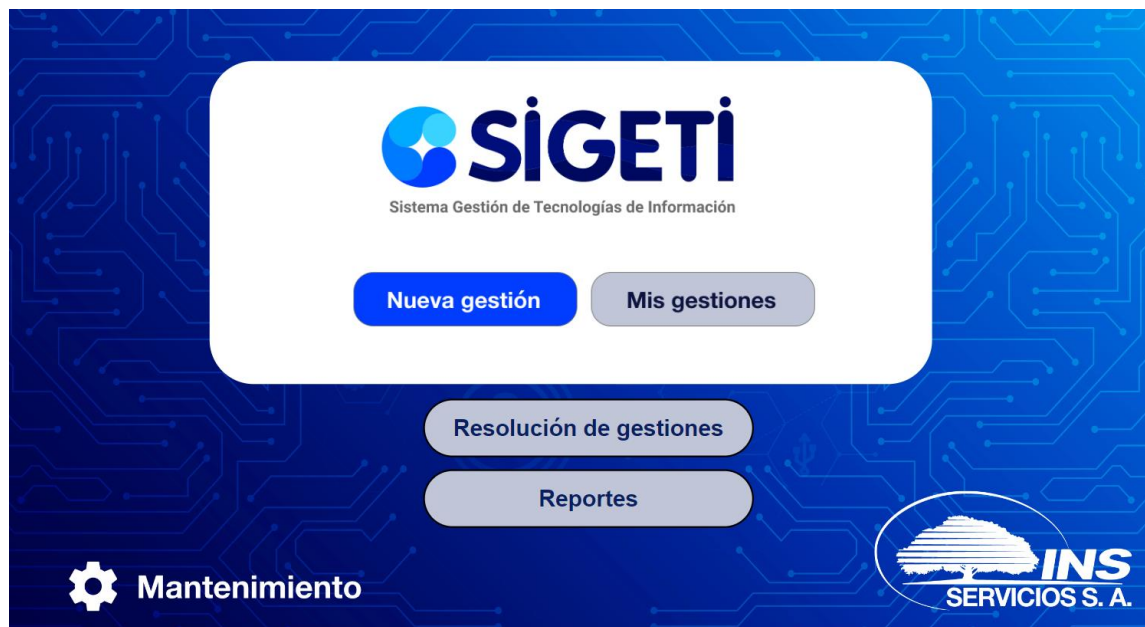 SIGETI
Sistema Gestión de Tecnologías de Información
Nueva gestión
Mis gestiones
Resolución de gestiones
Reportes
Mantenimiento
INS
SERVICIOS S. A.